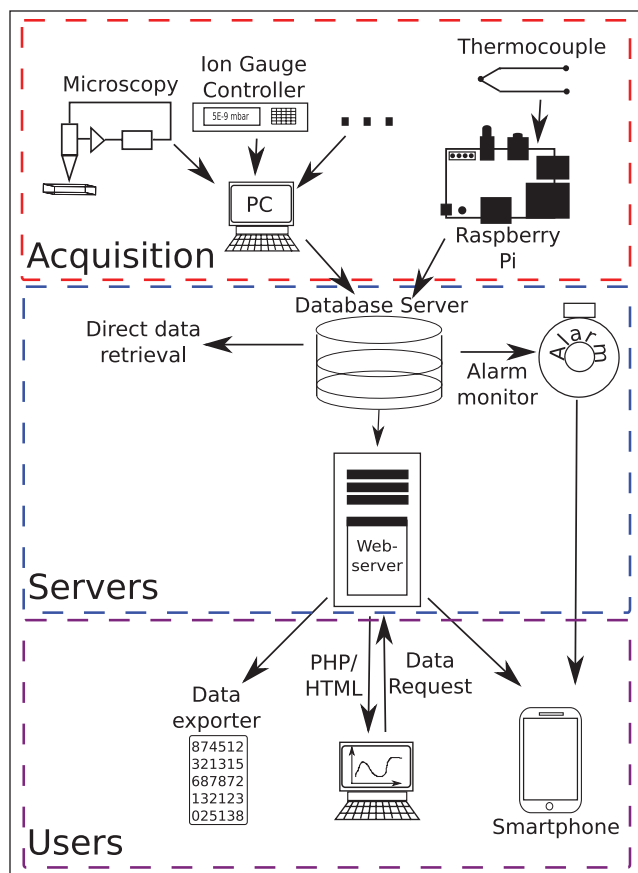 Thermocouple
Ion Gauge
Controller
Microscopy
5E-9 mbar
PC
Raspberry
Pi
Acquisition
Database Server
Direct data
retrieval
Alarm
Alarm
monitor
Web-
server
Servers
PHP/
HTML
Data
Request
Data
exporter
874512
321315
687872
132123
025138
Smartphone
Users